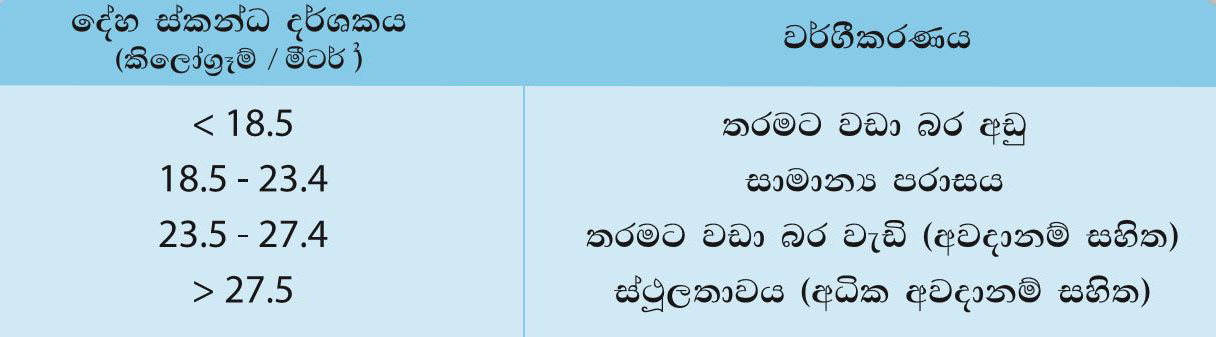 දේහ ස්කන්ධ දර්ශකය
(කිලෝග්‍රෑම් / මීටර් ²)
වර්ගීකරණය
< 18.5 තරමට වඩා බර අඩු
18.5 - 23.4 සාමාන්‍ය පරාසය
23.5 - 27.4 තරමට වඩා බර වැඩි (අවදානම් සහිත)
> 27.5 ස්ථූලතාවය (අධික අවදානම් සහිත)